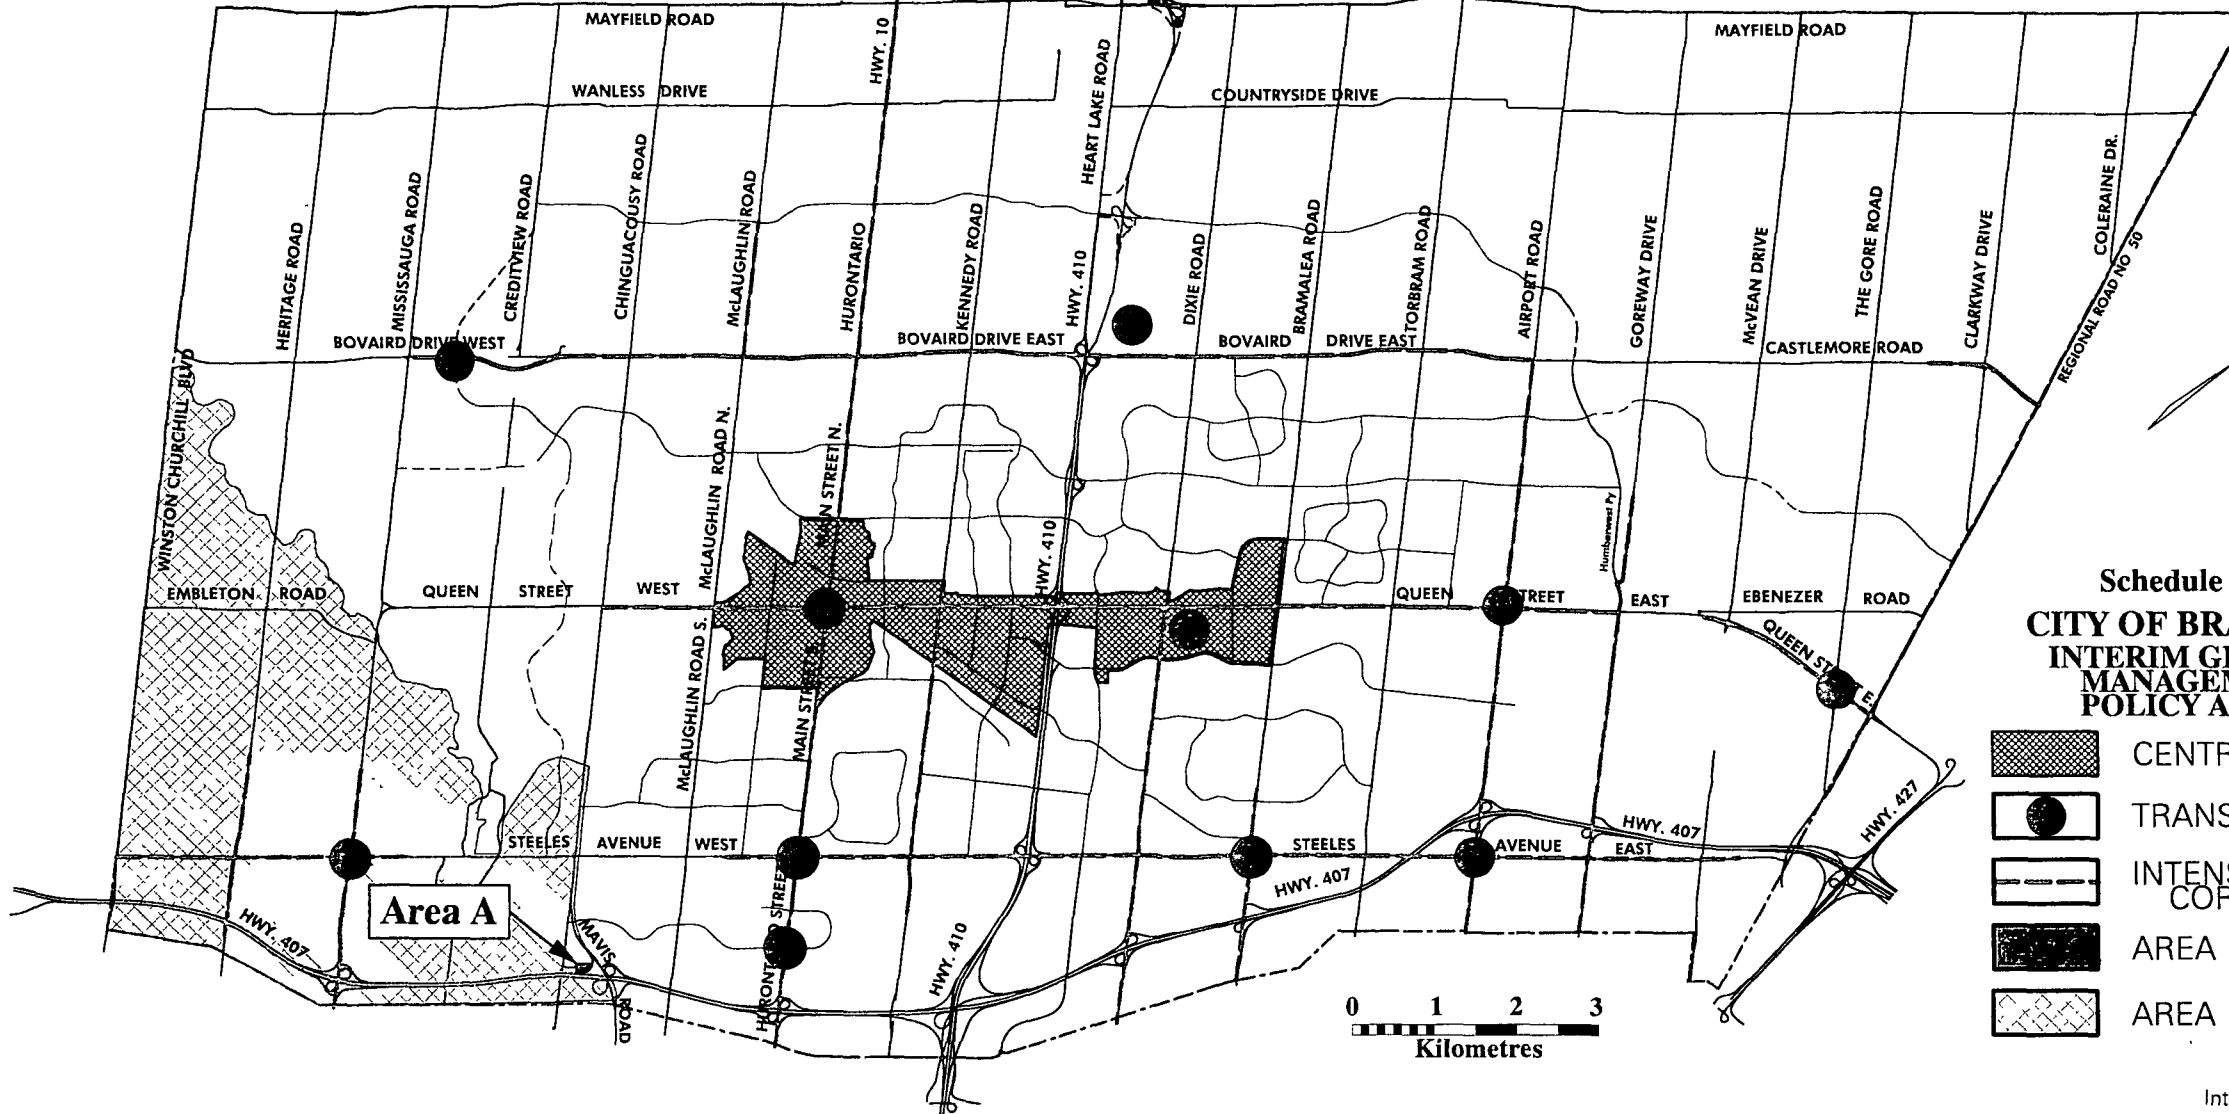 MAYFIELD ROAD
MAYFIELD ROAD
HWY. 10
WANLESS DRIVE
HEART LAKE ROAD
COUNTRYSIDE DRIVE
COLERAINE DR.
HERITAGE ROAD
MISSISSAUGA ROAD
CREDITVIEW ROAD
CHINGUACOUSY ROAD
McLAUGHLIN ROAD
HURONTARIO
KENNEDY ROAD
HWY. 410
DIXIE ROAD
BRAMALEA ROAD
TORBRAM ROAD
AIRPORT ROAD
GOREWAY DRIVE
McVEAN DRIVE
THE GORE ROAD
CLARKWAY DRIVE
REGIONAL ROAD NO 50
BOVAIRD DRIVE WEST
BOVAIRD DRIVE EAST
BOVAIRD DRIVE EAST
CASTLEMORE ROAD
WINSTON CHURCHILL BLVD
McLAUGHLIN ROAD N.
MAIN STREET N.
HWY. 410
Humberwest Py
EMBLETON ROAD
QUEEN STREET WEST
QUEEN STREET EAST
EBENEZER ROAD
QUEEN ST E.
McLAUGHLIN ROAD S.
MAIN STREET S.
STEELES AVENUE WEST
STEELES AVENUE EAST
HWY. 407
HWY. 427
HWY. 407
HWY. 407
Area A
MAVIS
ROAD
HWY. 410
0 1 2 3
Kilometres
Schedule
CITY OF BRA
INTERIM G
MANAGEM
POLICY A
CENTR
TRANS
INTENS
COR
AREA
AREA
Int